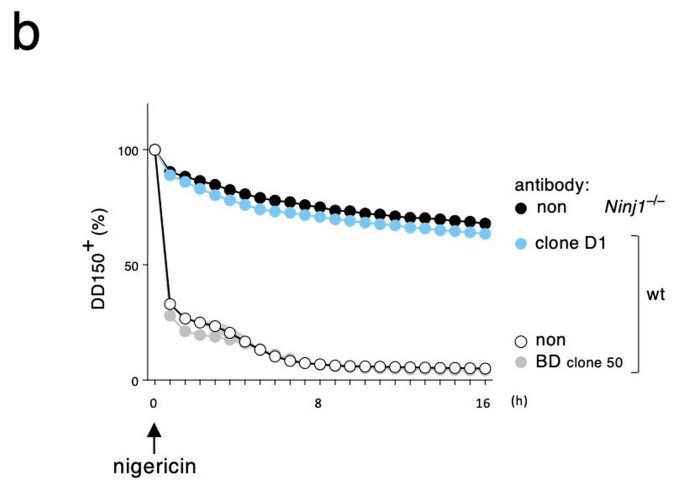 b
100
50
0
DD150+ (%)
0 8 16 (h)
nigericin
antibody:
non Ninj1–/–
clone D1
wt
non
BD clone 50